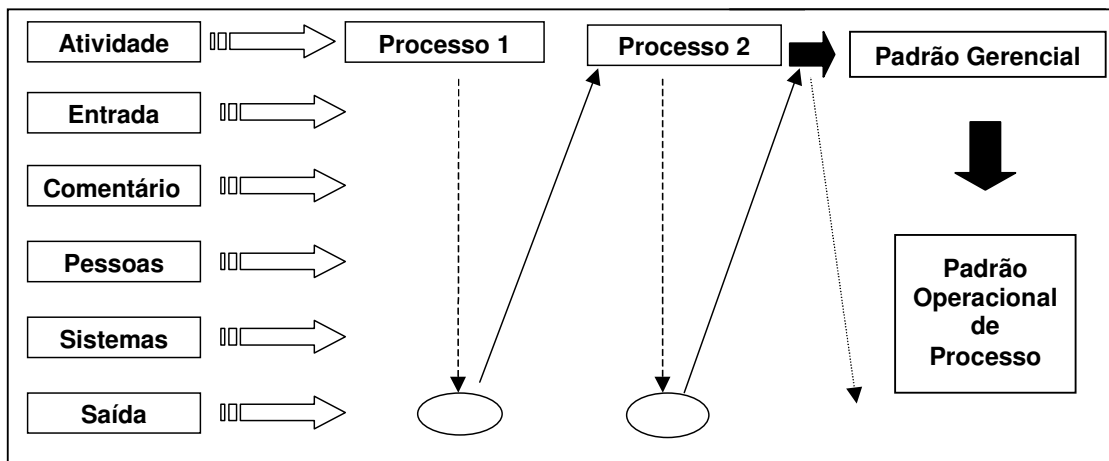 Atividade
Processo 1
Processo 2
Padrão Gerencial
Entrada
Comentário
Pessoas
Sistemas
Saída
Padrão
Operacional
de
Processo